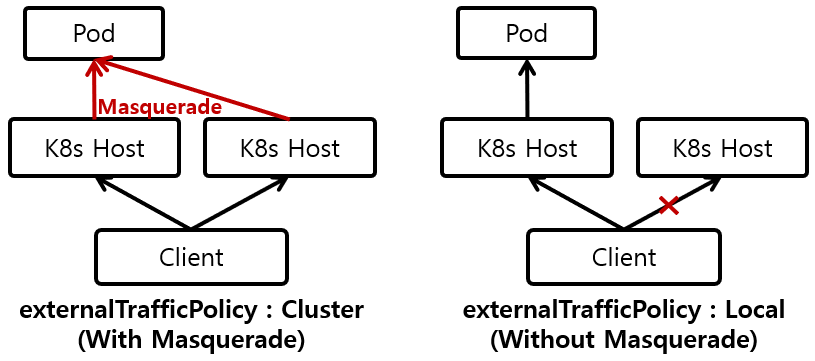 Pod
Masquerade
K8s Host
K8s Host
Client
externalTrafficPolicy : Cluster
(With Masquerade)
Pod
K8s Host
K8s Host
Client
externalTrafficPolicy : Local
(Without Masquerade)